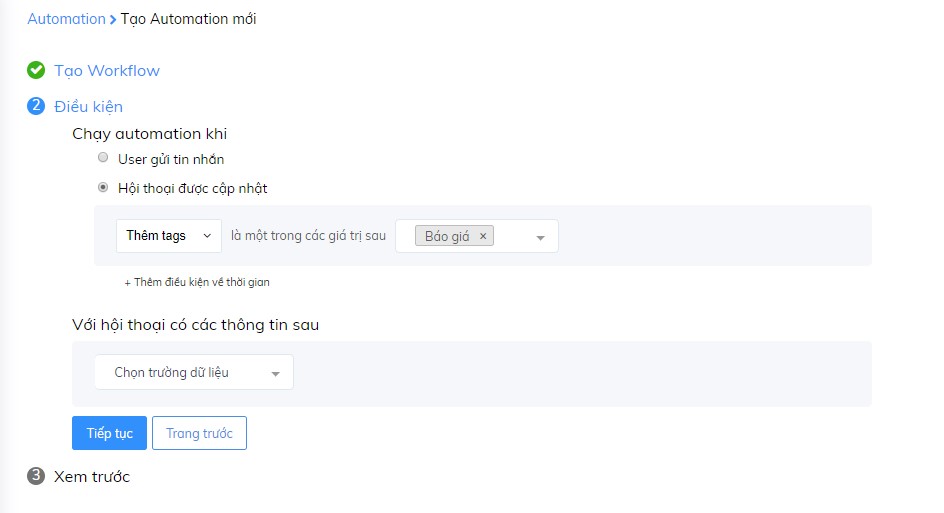 Automation > Tạo Automation mới
Tạo Workflow
2 Điều kiện
Chạy automation khi
User gửi tin nhắn
Hội thoại được cập nhật
Thêm tags là một trong các giá trị sau Báo giá ×
+ Thêm điều kiện về thời gian
Với hội thoại có các thông tin sau
Chọn trường dữ liệu
Tiếp tục Trang trước
3 Xem trước